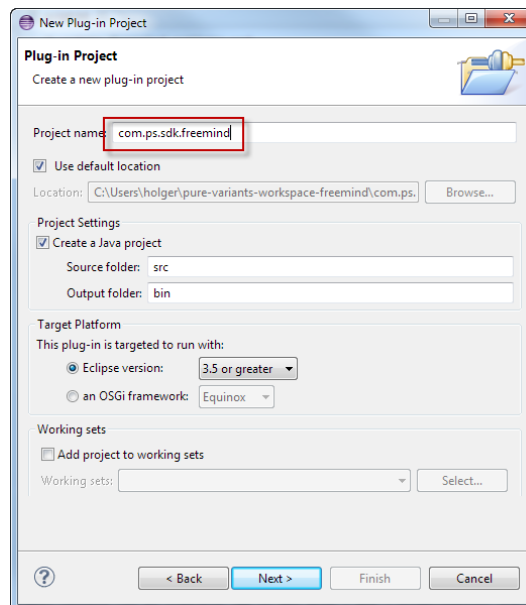 New Plug-in Project
Plug-in Project
Create a new plug-in project
Project name: com.ps.sdk.freemind
Use default location
Location: C:\Users\holger\pure-variants-workspace-freemind\com.ps. Browse...
Project Settings
Create a Java project
Source folder: src
Output folder: bin
Target Platform
This plug-in is targeted to run with:
Eclipse version: 3.5 or greater
an OSGi framework: Equinox
Working sets
Add project to working sets
Working sets: Select...
? < Back Next > Finish Cancel